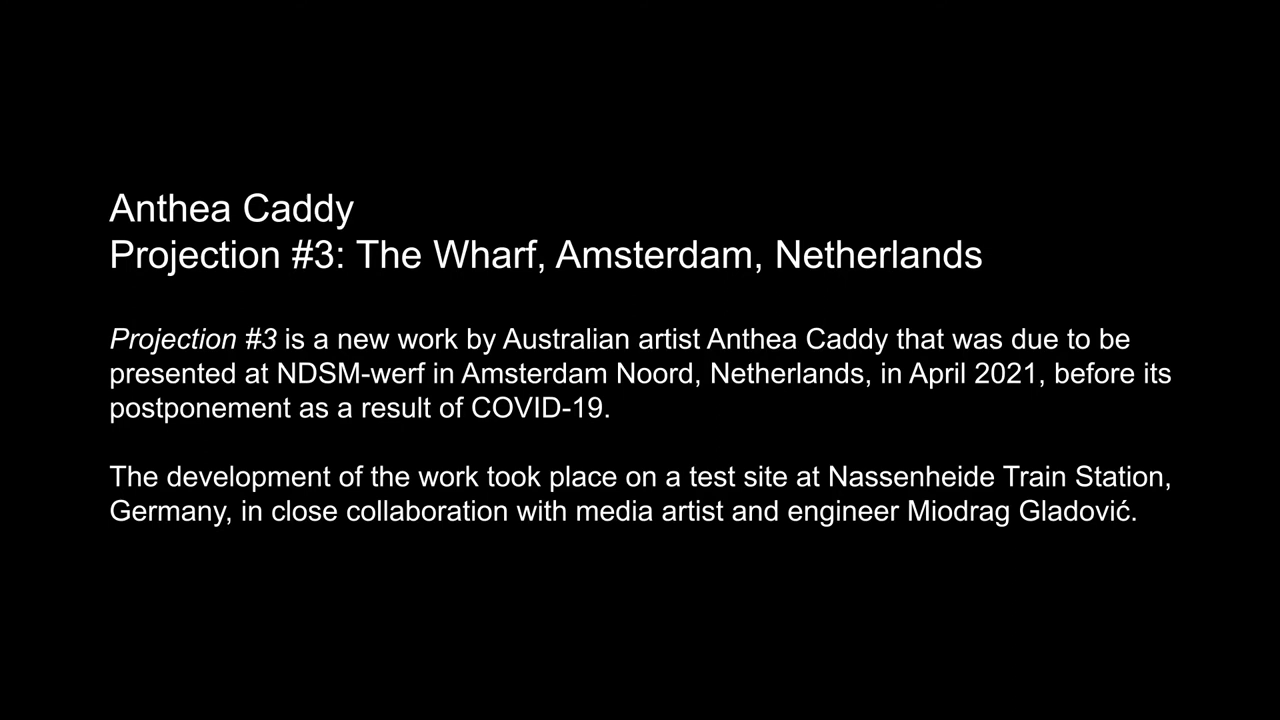 Anthea Caddy
Projection #3: The Wharf, Amsterdam, Netherlands
Projection #3 is a new work by Australian artist Anthea Caddy that was due to be
presented at NDSM-werf in Amsterdam Noord, Netherlands, in April 2021, before its
postponement as a result of COVID-19.
The development of the work took place on a test site at Nassenheide Train Station,
Germany, in close collaboration with media artist and engineer Miodrag Gladović.